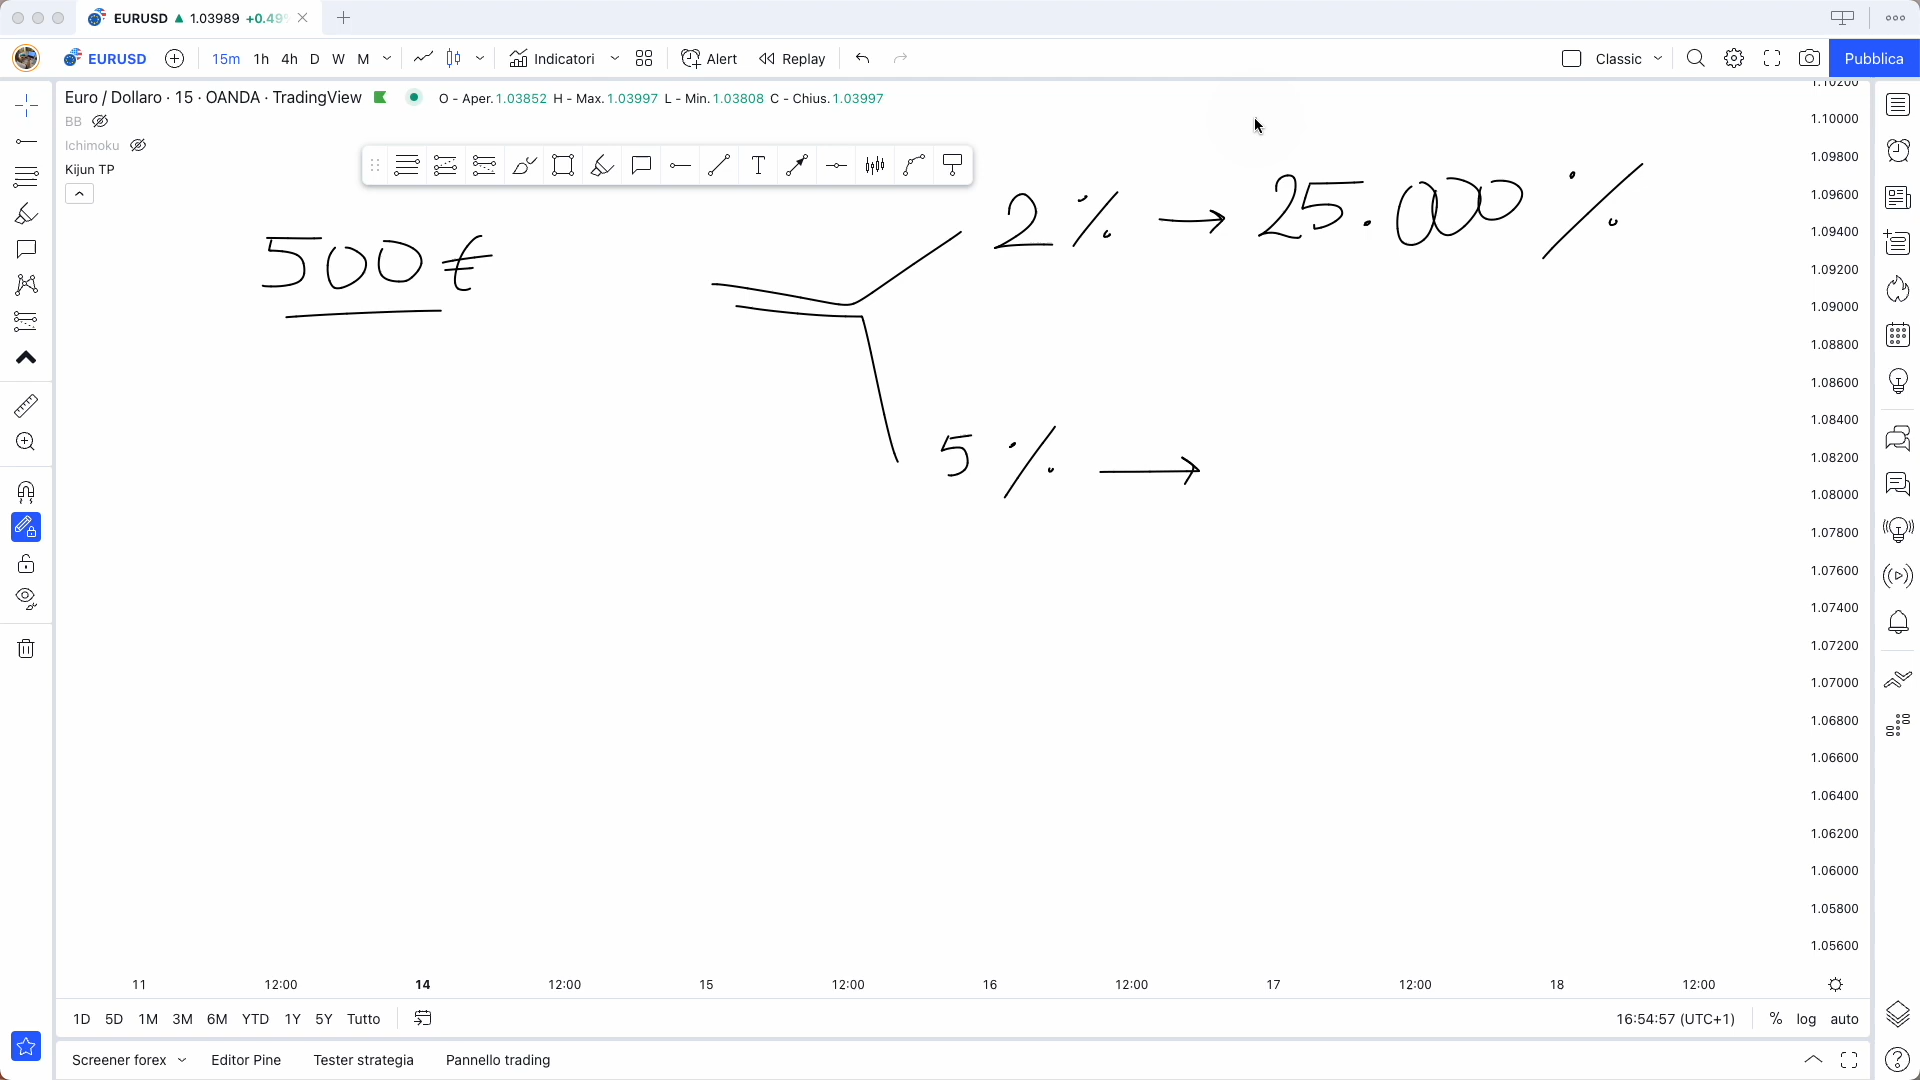 EURUSD ▲ 1.03989 +0.49%
EURUSD 15m 1h 4h D W M Indicatori Alert Replay Classic Pubblica
Euro / Dollaro · 15 · OANDA · TradingView O - Aper. 1.03852 H - Max. 1.03997 L - Min. 1.03808 C - Chius. 1.03997
BB
Ichimoku
Kijun TP
T
500 €
2 % → 25.000 %
5 % →
1.10200
1.10000
1.09800
1.09600
1.09400
1.09200
1.09000
1.08800
1.08600
1.08400
1.08200
1.08000
1.07800
1.07600
1.07400
1.07200
1.07000
1.06800
1.06600
1.06400
1.06200
1.06000
1.05800
1.05600
11 12:00 14 12:00 15 12:00 16 12:00 17 12:00 18 12:00
1D 5D 1M 3M 6M YTD 1Y 5Y Tutto 16:54:57 (UTC+1) % log auto
Screener forex Editor Pine Tester strategia Pannello trading